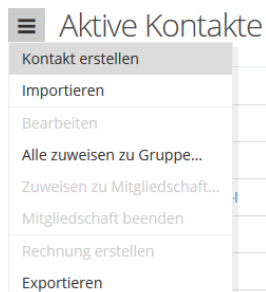 Aktive Kontakte
Kontakt erstellen
Importieren
Bearbeiten
Alle zuweisen zu Gruppe...
Zuweisen zu Mitgliedschaft...
Mitgliedschaft beenden
Rechnung erstellen
Exportieren